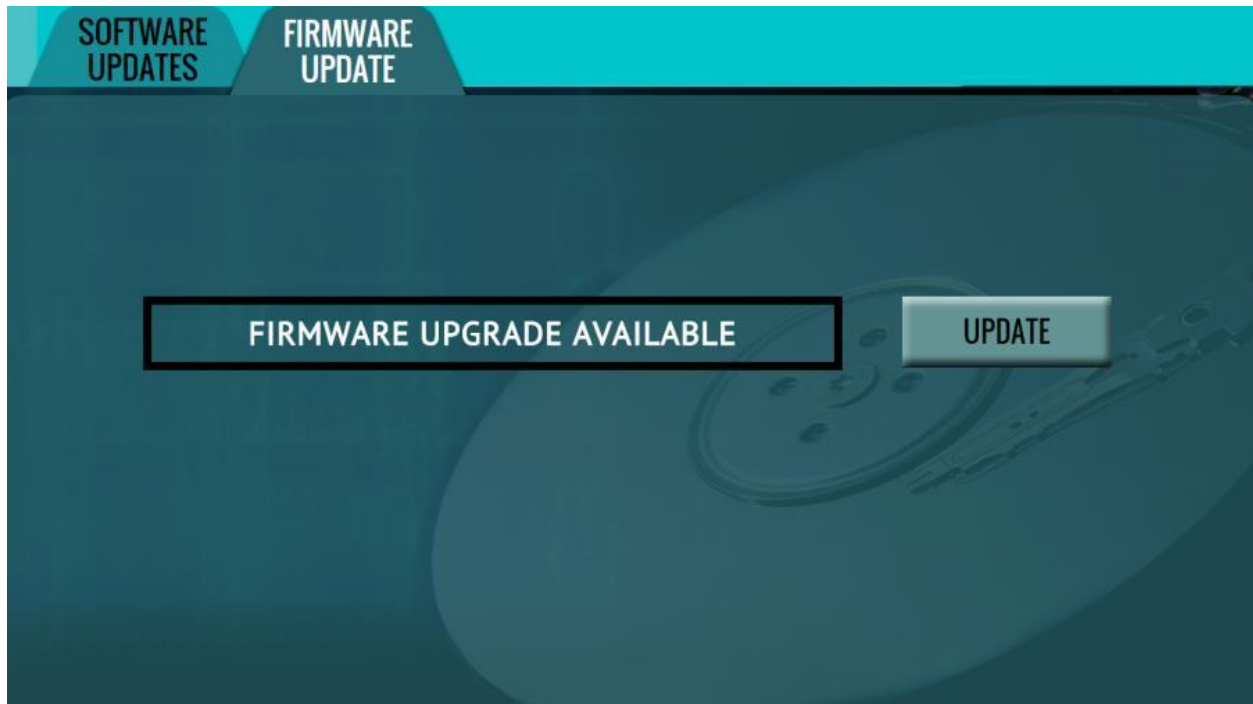 SOFTWARE
UPDATES
FIRMWARE
UPDATE
FIRMWARE UPGRADE AVAILABLE
UPDATE